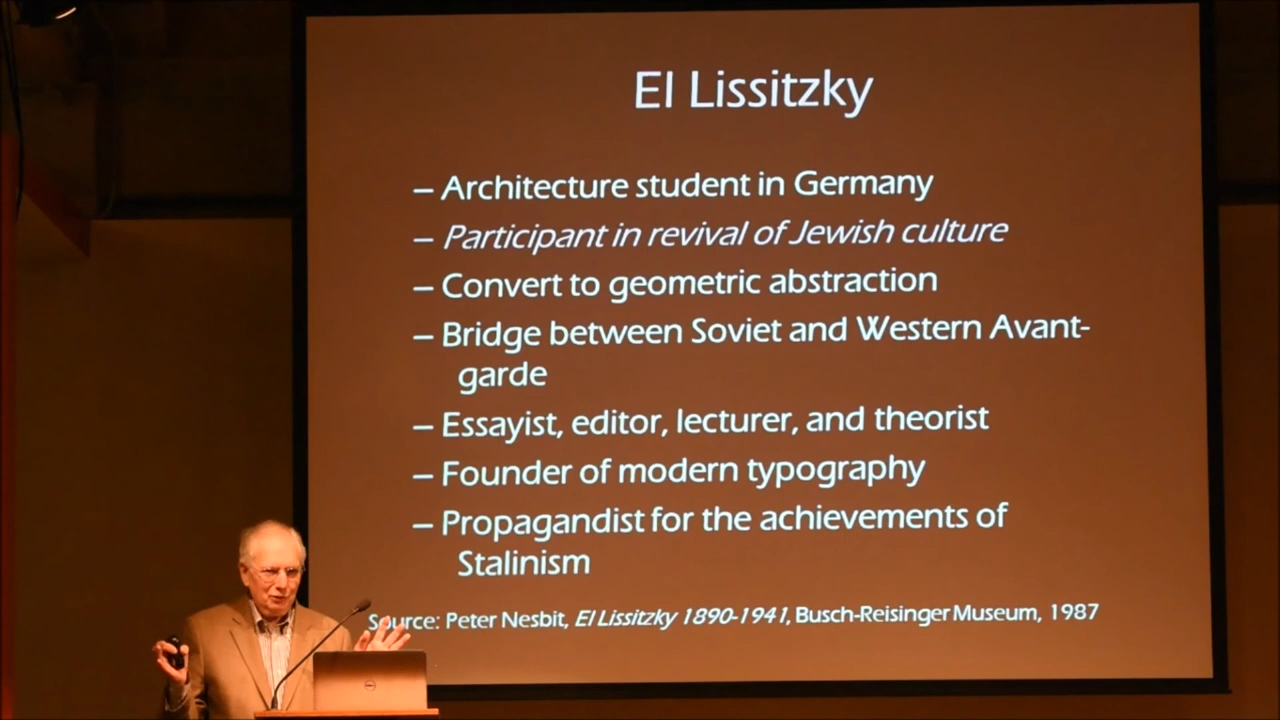 El Lissitzky
– Architecture student in Germany
– Participant in revival of Jewish culture
– Convert to geometric abstraction
– Bridge between Soviet and Western Avant-
garde
– Essayist, editor, lecturer, and theorist
– Founder of modern typography
– Propagandist for the achievements of
Stalinism
Source: Peter Nesbit, El Lissitzky 1890-1941, Busch-Reisinger Museum, 1987
DELL